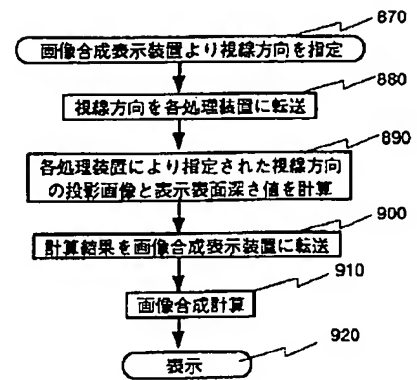 870
画像合成表示装置より視線方向を指定
880
視線方向を各処理装置に転送
890
各処理装置により指定された視線方向
の投影画像と表示表面深き値を計算
900
計算結果を画像合成表示装置に転送
910
画像合成計算
920
表示